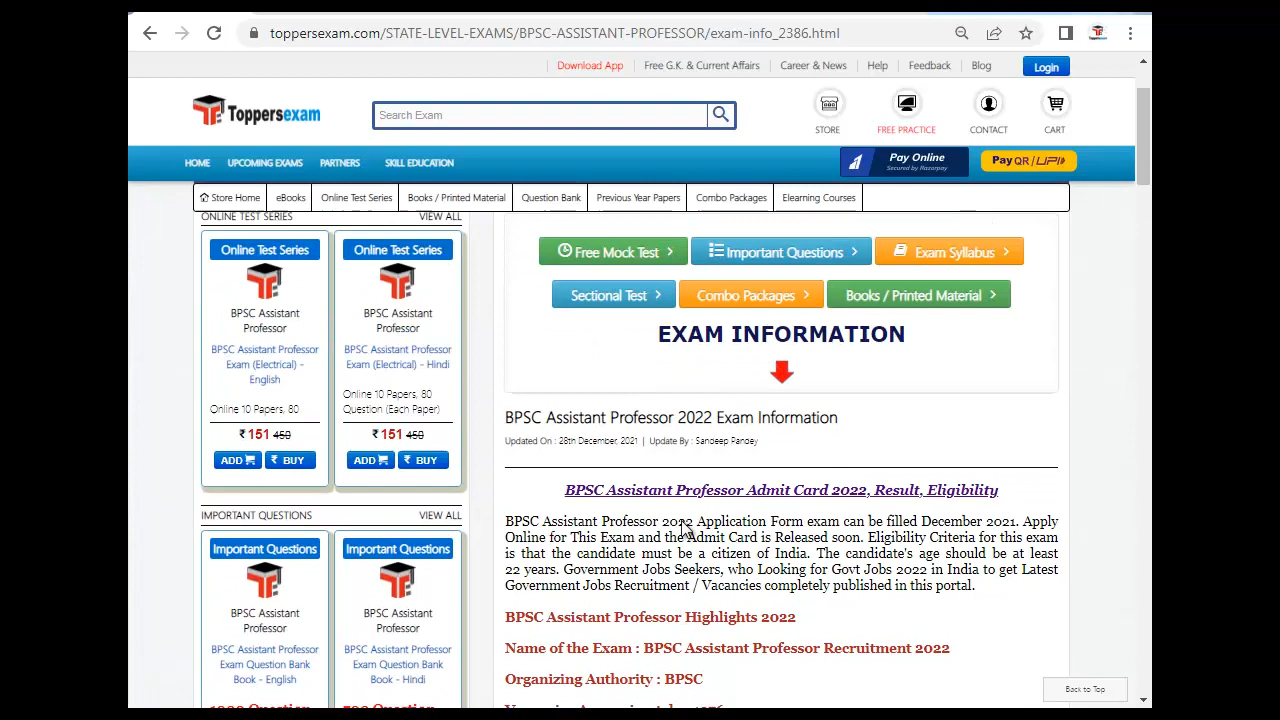 toppersexam.com/STATE-LEVEL-EXAMS/BPSC-ASSISTANT-PROFESSOR/exam-info_2386.html
Download App | Free G.K. & Current Affairs | Career & News | Help | Feedback | Blog
Login
Toppersexam
Search Exam
STORE
FREE PRACTICE
CONTACT
CART
HOME UPCOMING EXAMS PARTNERS SKILL EDUCATION
Pay Online
Secured by Razorpay
Pay QR / UPI
Store Home eBooks Online Test Series Books / Printed Material Question Bank Previous Year Papers Combo Packages Elearning Courses
ONLINE TEST SERIES VIEW ALL
Online Test Series
BPSC Assistant
Professor
BPSC Assistant Professor
Exam (Electrical) -
English
Online 10 Papers, 80
₹ 151 450
ADD ₹ BUY
Online Test Series
BPSC Assistant
Professor
BPSC Assistant Professor
Exam (Electrical) - Hindi
Online 10 Papers, 80
Question (Each Paper)
₹ 151 450
ADD ₹ BUY
IMPORTANT QUESTIONS VIEW ALL
Important Questions
BPSC Assistant
Professor
BPSC Assistant Professor
Exam Question Bank
Book - English
Important Questions
BPSC Assistant
Professor
BPSC Assistant Professor
Exam Question Bank
Book - Hindi
Free Mock Test
Important Questions
Exam Syllabus
Sectional Test
Combo Packages
Books / Printed Material
EXAM INFORMATION
BPSC Assistant Professor 2022 Exam Information
Updated On : 28th December, 2021 | Update By : Sandeep Pandey
BPSC Assistant Professor Admit Card 2022, Result, Eligibility
BPSC Assistant Professor 2022 Application Form exam can be filled December 2021. Apply
Online for This Exam and the Admit Card is Released soon. Eligibility Criteria for this exam
is that the candidate must be a citizen of India. The candidate's age should be at least
22 years. Government Jobs Seekers, who Looking for Govt Jobs 2022 in India to get Latest
Government Jobs Recruitment / Vacancies completely published in this portal.
BPSC Assistant Professor Highlights 2022
Name of the Exam : BPSC Assistant Professor Recruitment 2022
Organizing Authority : BPSC
Back to Top